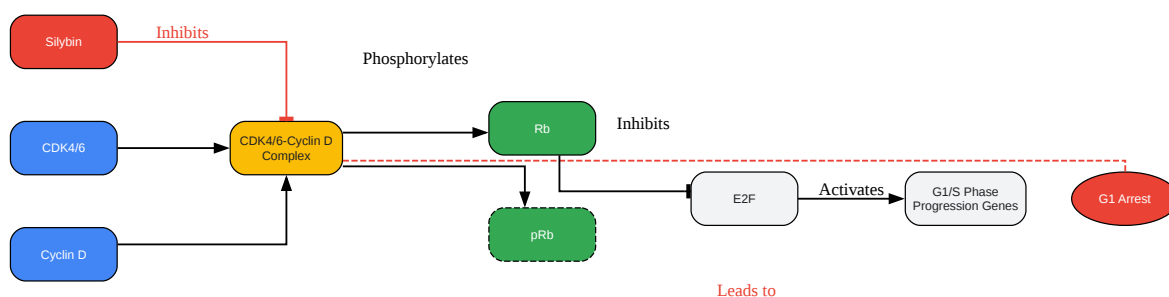 Silybin
Inhibits
Phosphorylates
CDK4/6
CDK4/6-Cyclin D
Complex
Rb
Inhibits
Cyclin D
pRb
E2F
Activates
G1/S Phase
Progression Genes
G1 Arrest
Leads to